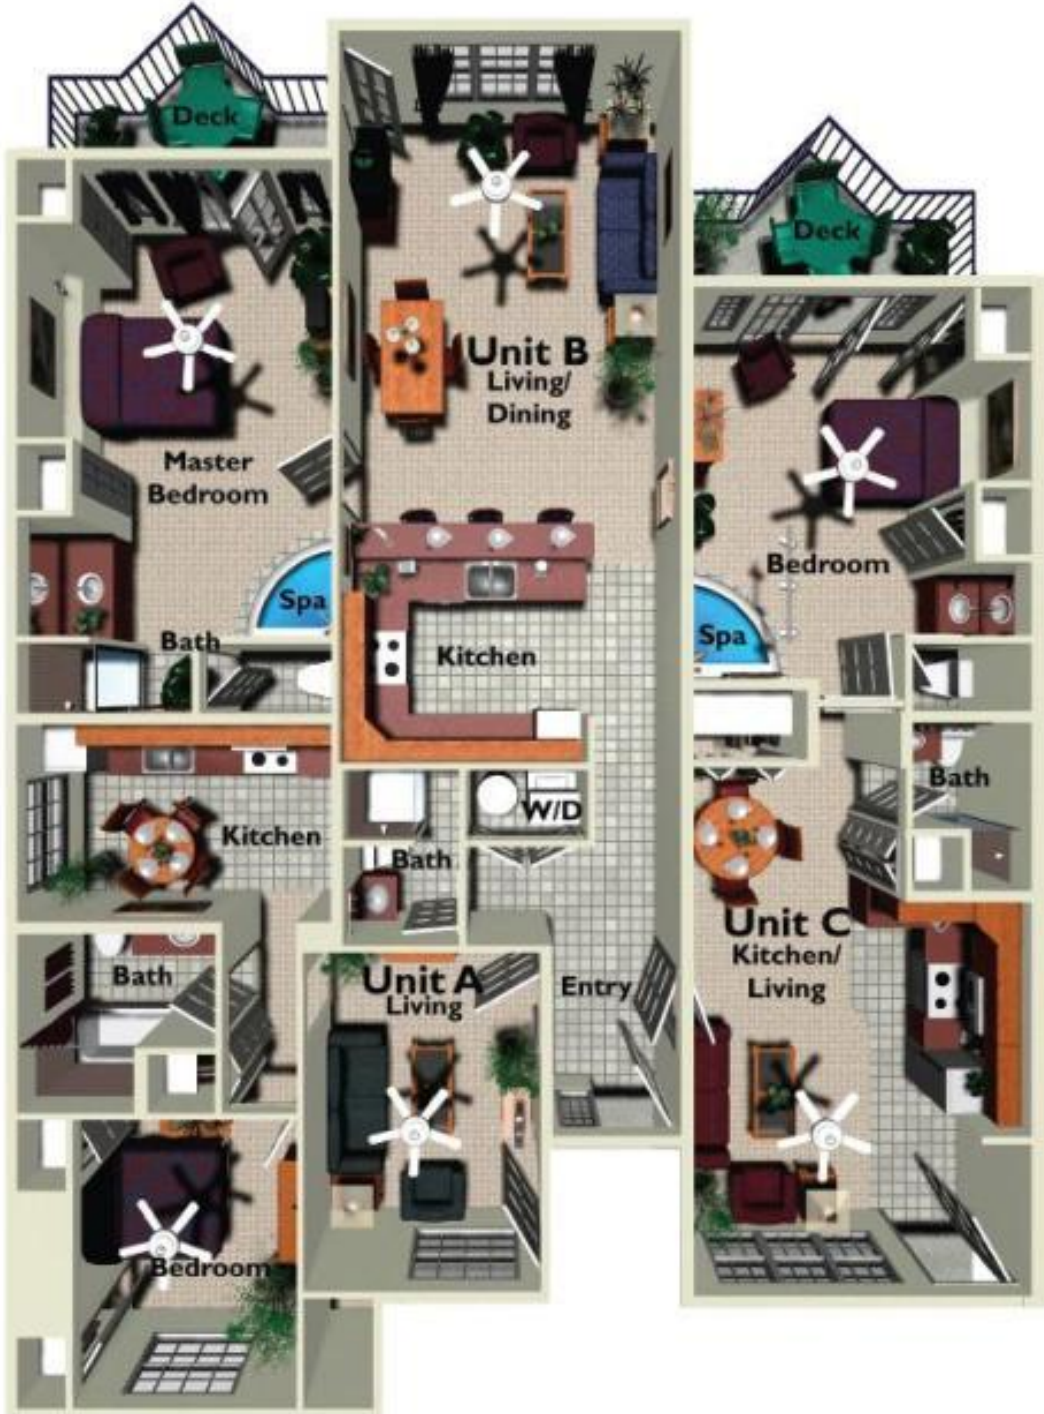 Deck
Deck
Unit B
Living/
Dining
Master
Bedroom
Bedroom
Spa
Spa
Bath
Kitchen
Bath
W/D
Kitchen
Bath
Unit C
Kitchen/
Living
Bath
Unit A
Living
Entry
Bedroom